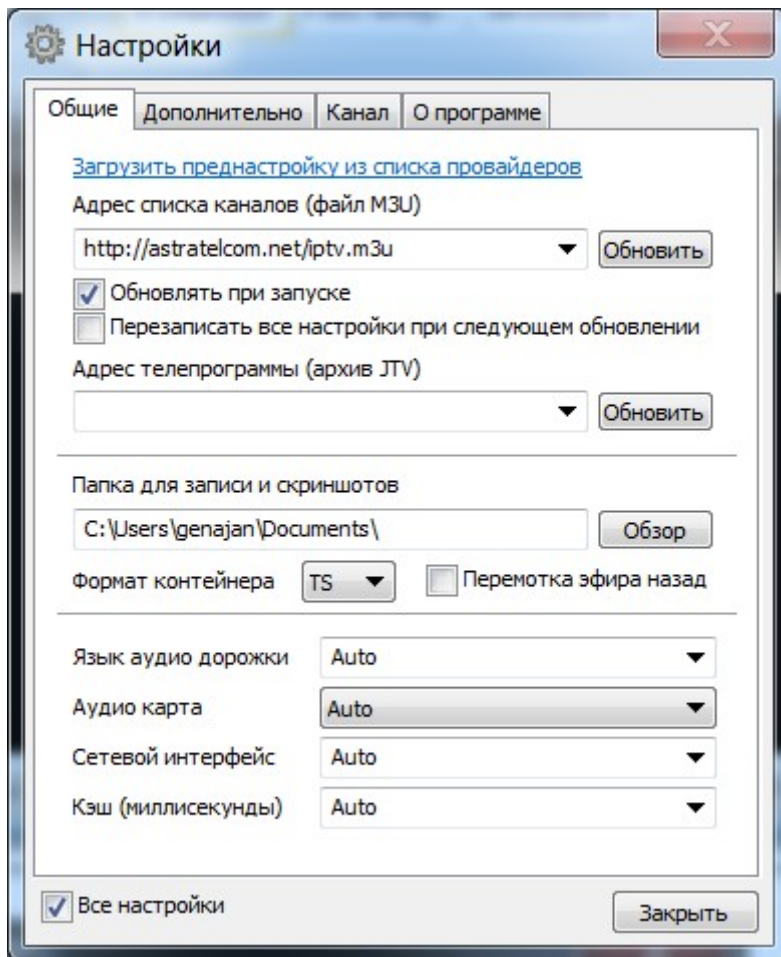 Настройки
Общие Дополнительно Канал О программе
Загрузить преднастройку из списка провайдеров
Адрес списка каналов (файл M3U)
http://astratelcom.net/iptv.m3u Обновить
Обновлять при запуске
Перезаписать все настройки при следующем обновлении
Адрес телепрограммы (архив JTV)
Обновить
Папка для записи и скриншотов
C:\Users\genajan\Documents\ Обзор
Формат контейнера TS Перемотка эфира назад
Язык аудио дорожки Auto
Аудио карта Auto
Сетевой интерфейс Auto
Кэш (миллисекунды) Auto
Все настройки Закрыть